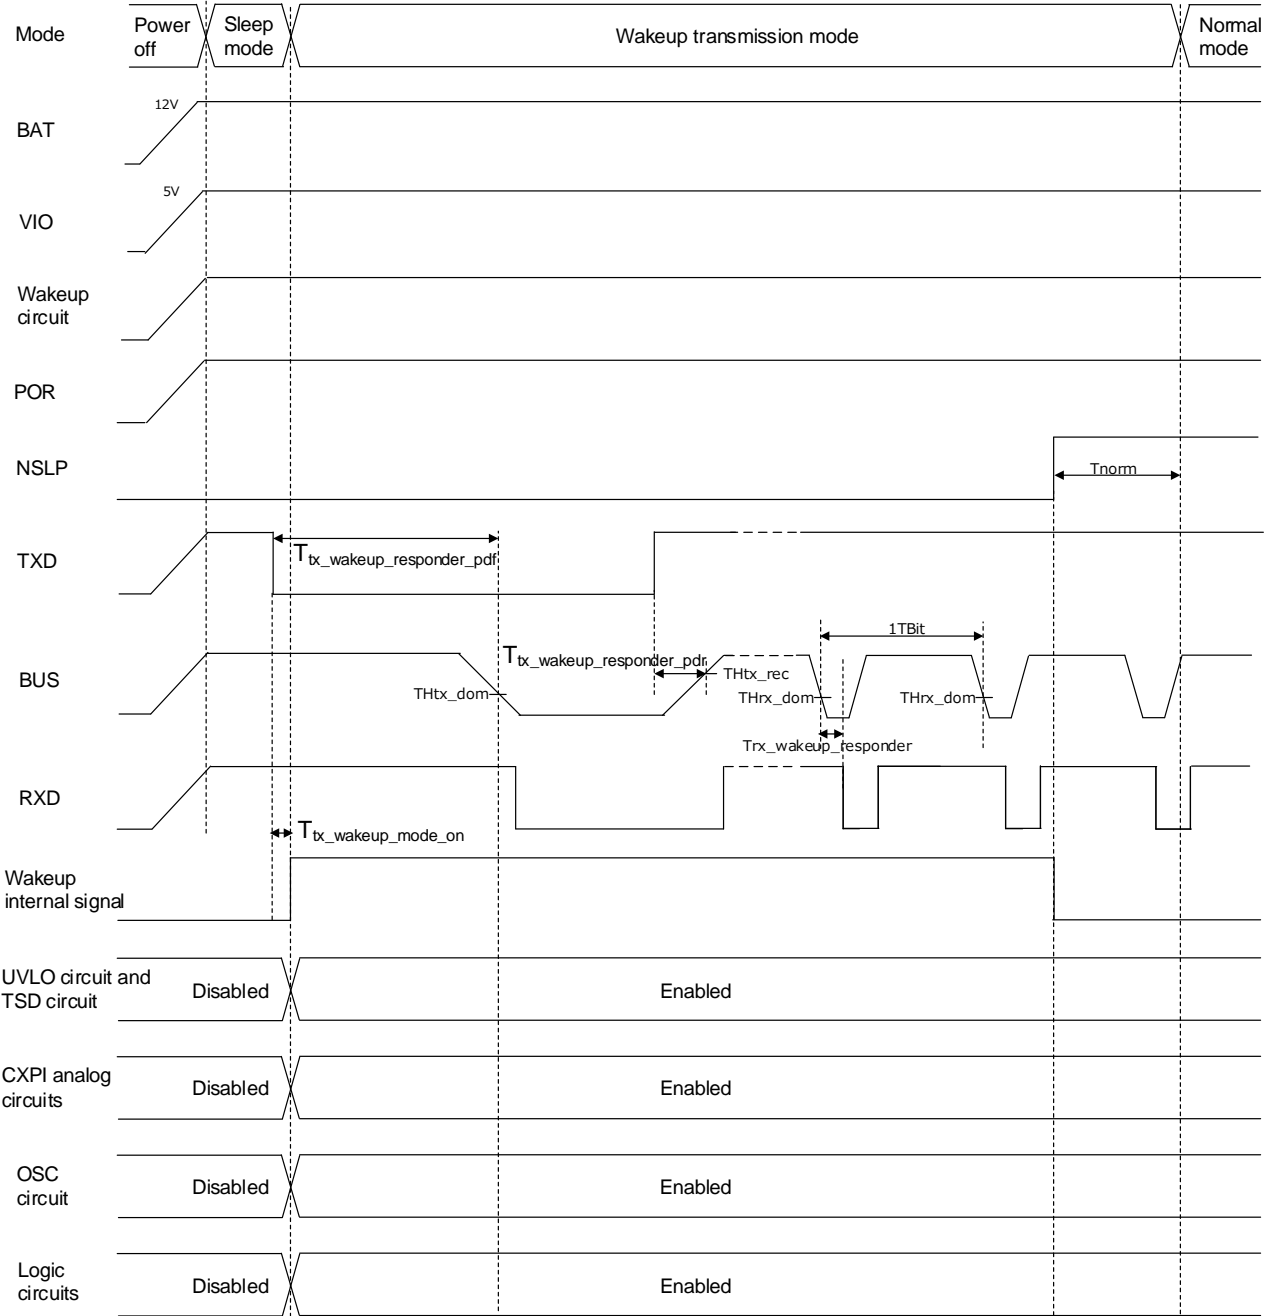 Mode
Power
off
Sleep
mode
Wakeup transmission mode
Normal
mode
12V
BAT
5V
VIO
Wakeup
circuit
POR
NSLP
Tnorm
TXD
Ttx_wakeup_responder_pdf
1TBit
BUS
Ttx_wakeup_responder_pdr
THtx_dom
THtx_rec
THrx_dom
THrx_dom
Trx_wakeup_responder
RXD
Ttx_wakeup_mode_on
Wakeup
internal signal
UVLO circuit and
TSD circuit
Disabled
Enabled
CXPI analog
circuits
Disabled
Enabled
OSC
circuit
Disabled
Enabled
Logic
circuits
Disabled
Enabled